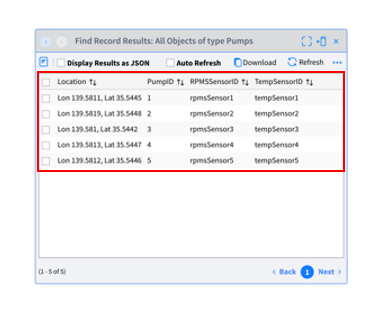 Find Record Results: All Objects of type Pumps
Display Results as JSON Auto Refresh Download Refresh
Location PumpID RPMSSensorID TempSensorID
Lon 139.5811, Lat 35.5445 1 rpmsSensor1 tempSensor1
Lon 139.5819, Lat 35.5448 2 rpmsSensor2 tempSensor2
Lon 139.581, Lat 35.5442 3 rpmsSensor3 tempSensor3
Lon 139.5813, Lat 35.5447 4 rpmsSensor4 tempSensor4
Lon 139.5812, Lat 35.5446 5 rpmsSensor5 tempSensor5
(1 - 5 of 5) < Back 1 Next >